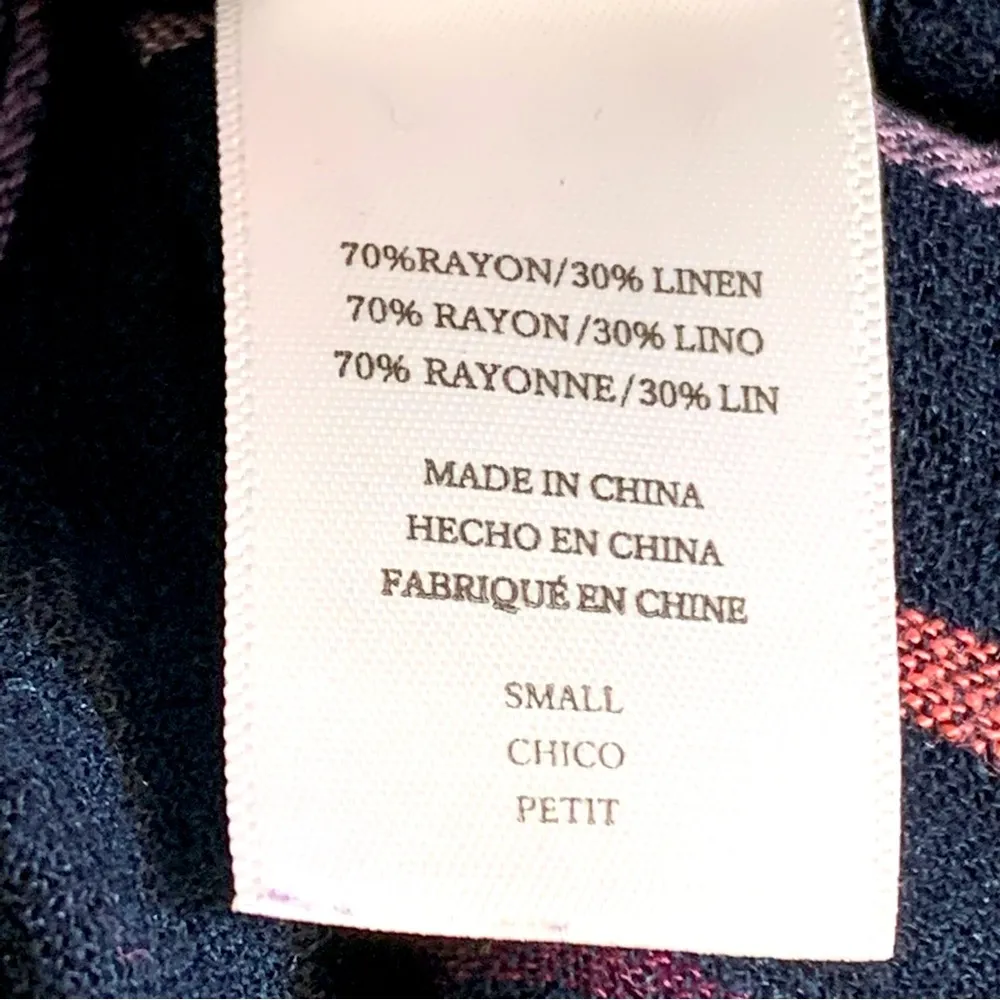 70%RAYON/30% LINEN
70% RAYON/30% LINO
70% RAYONNE/30% LIN
MADE IN CHINA
HECHO EN CHINA
FABRIQUÉ EN CHINE
SMALL
CHICO
PETIT